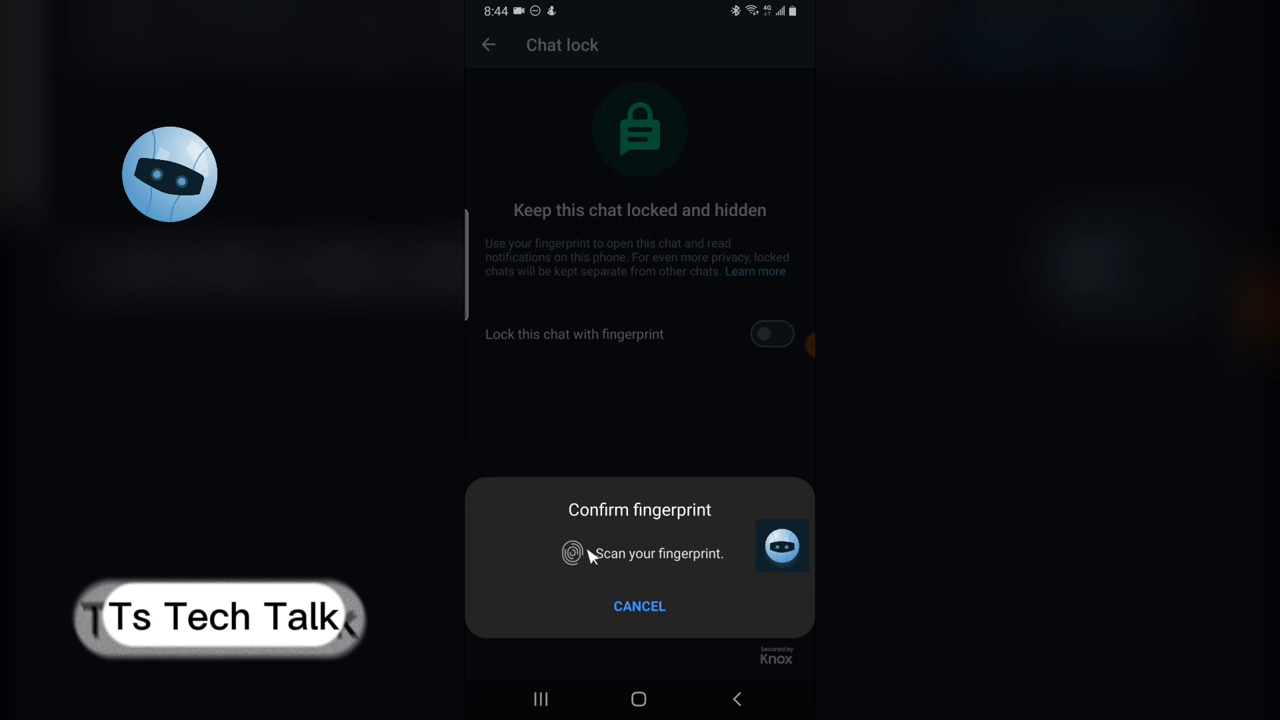 8:44
4G
Chat lock
Keep this chat locked and hidden
Use your fingerprint to open this chat and read
notifications on this phone. For even more privacy, locked
chats will be kept separate from other chats. Learn more
Lock this chat with fingerprint
Confirm fingerprint
Scan your fingerprint.
CANCEL
Secured by
Knox
Ts Tech Talk